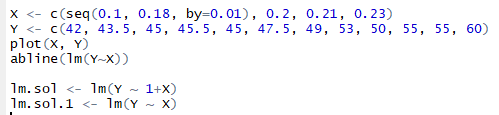 X <- c(seq(0.1, 0.18, by=0.01), 0.2, 0.21, 0.23)
Y <- c(42, 43.5, 45, 45.5, 45, 47.5, 49, 53, 50, 55, 55, 60)
plot(X, Y)
abline(lm(Y~X))
lm.sol <- lm(Y ~ 1+X)
lm.sol.1 <- lm(Y ~ X)